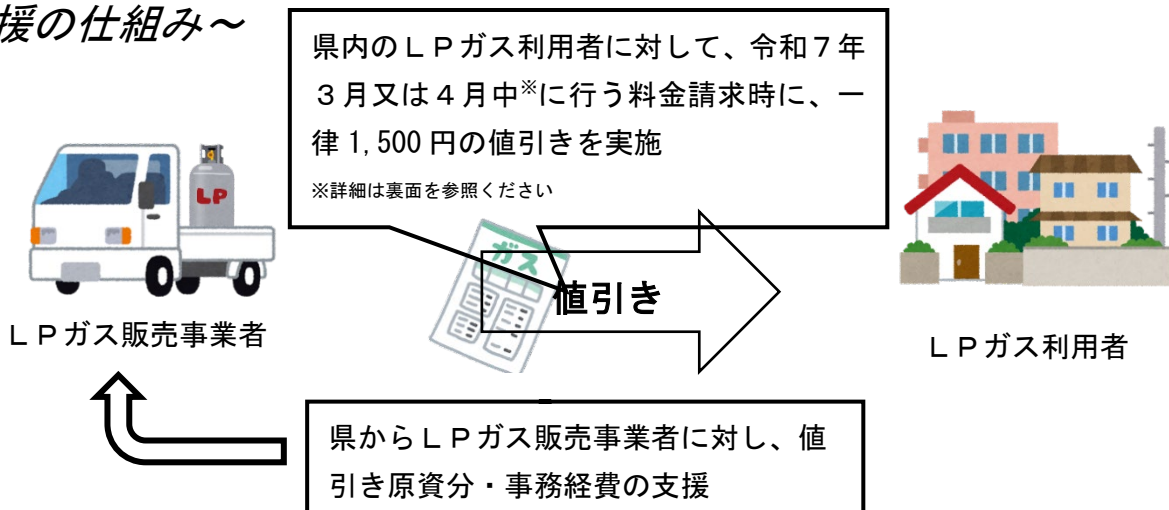 援の仕組み～
県内のＬＰガス利用者に対して、令和７年
３月又は４月中※に行う料金請求時に、一
律 1,500 円の値引きを実施
※詳細は裏面を参照ください
LP
ガス
値引き
ＬＰガス販売事業者
ＬＰガス利用者
県からＬＰガス販売事業者に対し、値
引き原資分・事務経費の支援